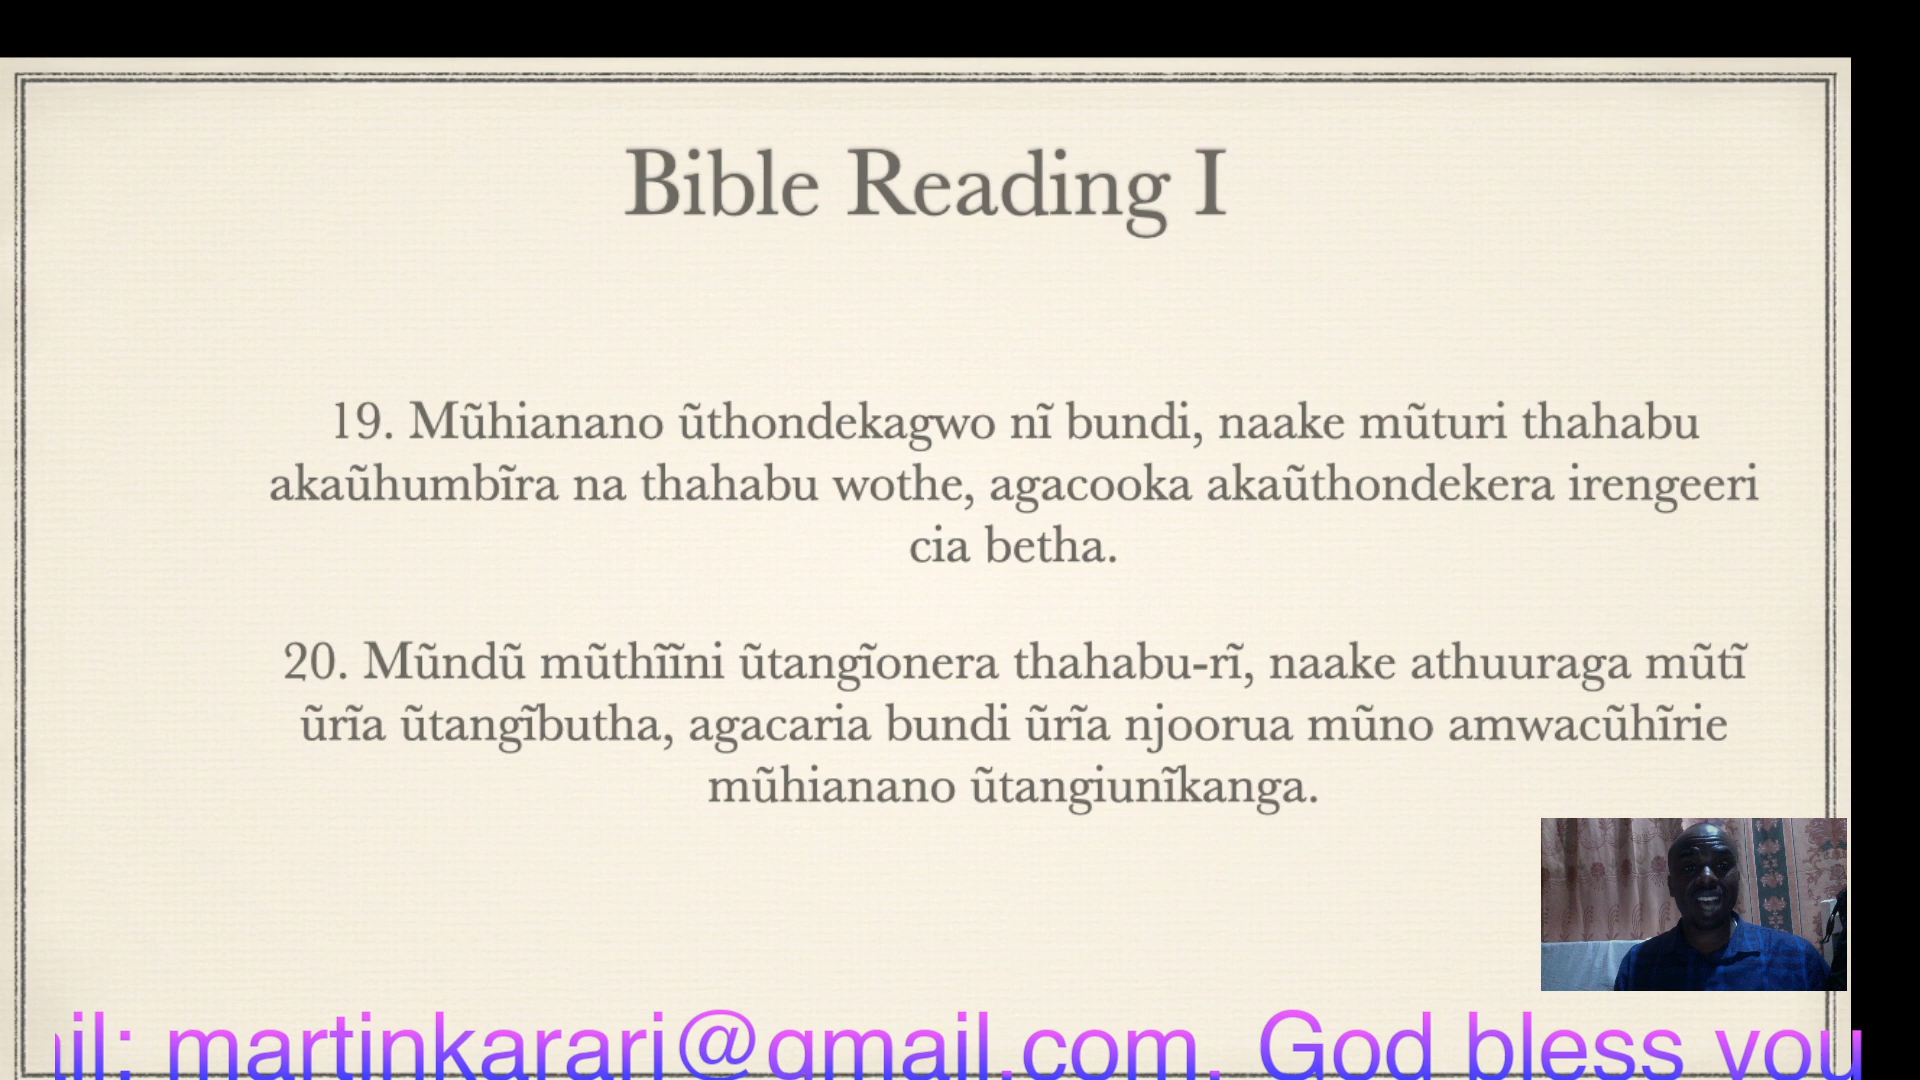 Bible Reading I
19. Mũhianano ũthondekagwo nĩ bundi, naake mũturi thahabu
akaũhumbĩra na thahabu wothe, agacooka akaũthondekera irengeeri
cia betha.
20. Mũndũ mũthĩĩni ũtangĩonera thahabu-rĩ, naake athuuraga mũtĩ
ũrĩa ũtangĩbutha, agacaria bundi ũrĩa njoorua mũno amwacũhĩrie
mũhianano ũtangiunĩkanga.
il: martinkarari@gmail.com. God bless you